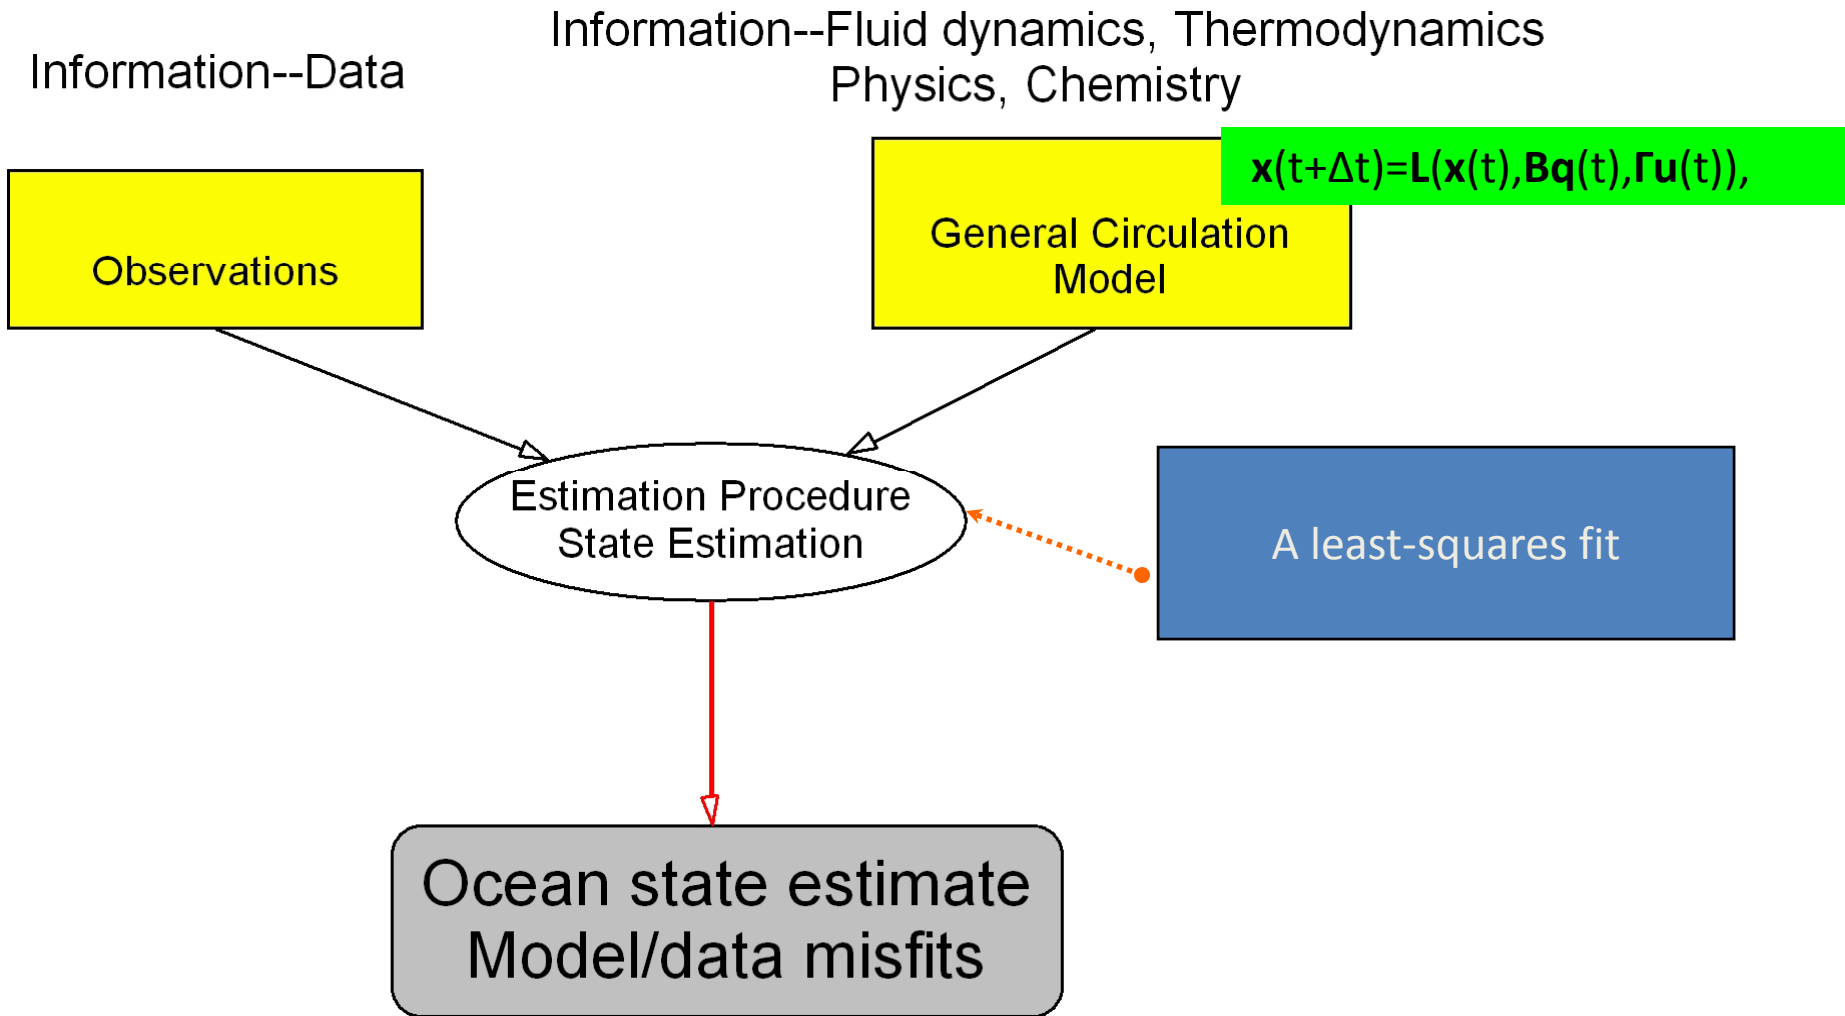 Information--Data
Information--Fluid dynamics, Thermodynamics
Physics, Chemistry
x(t+Δt)=L(x(t),Bq(t),Γu(t)),
Observations
General Circulation
Model
Estimation Procedure
State Estimation
A least-squares fit
Ocean state estimate
Model/data misfits